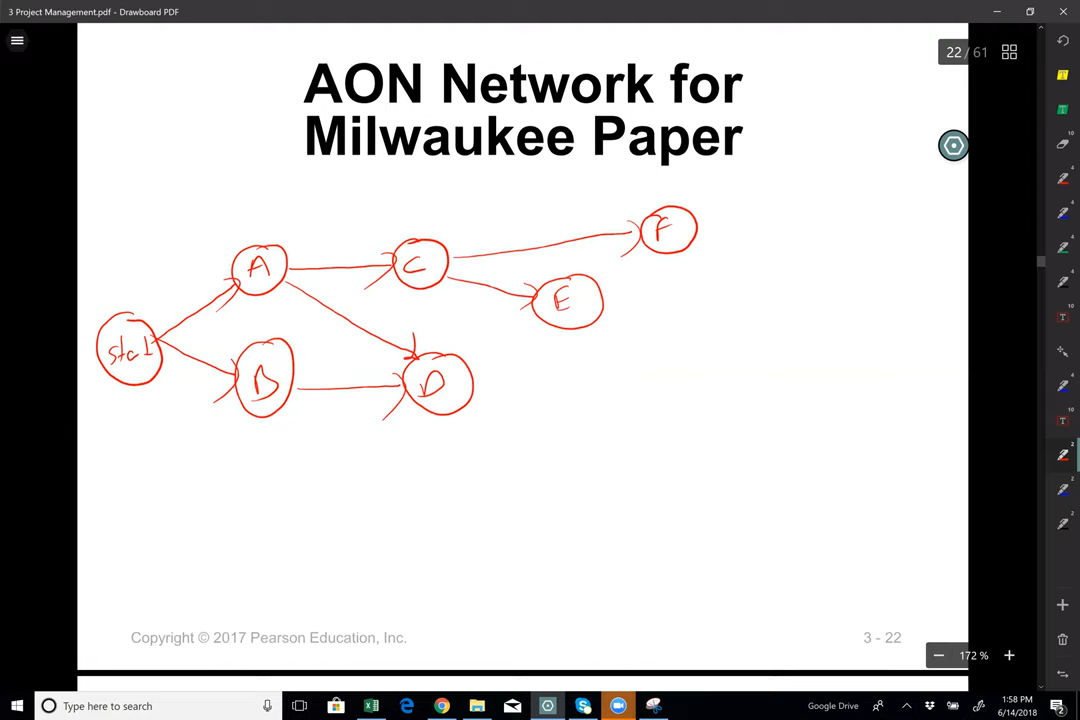 3 Project Management.pdf - Drawboard PDF
22 / 61
AON Network for
Milwaukee Paper
F
A
C
E
Start
B
D
Copyright © 2017 Pearson Education, Inc.
3 - 22
172 %
Type here to search
Google Drive
1:58 PM
6/14/2018